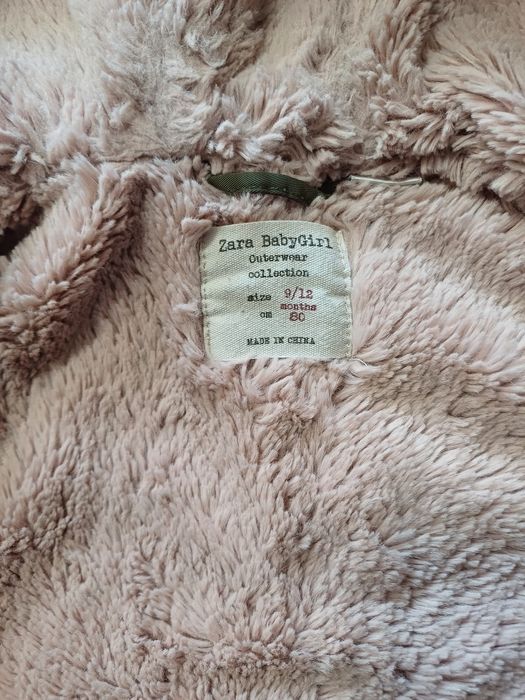 Zara BabyGirl
Outerwear
collection
size 9/12
months
cm 80
MADE IN CHINA